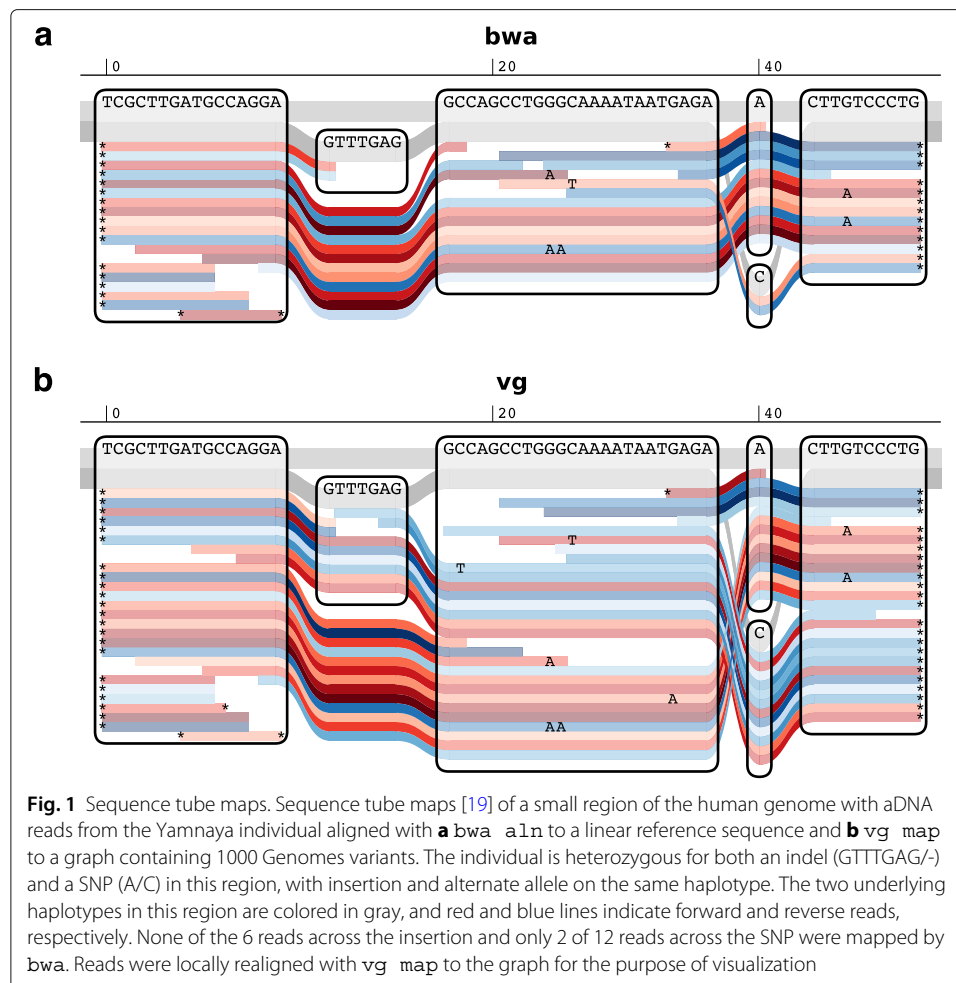 a
bwa
0 20 40
TCGCTTGATGCCAGGA GCCAGCCTGGGCAAAATAATGAGA A CTTGTCCCTG
GTTTGAG
* *
*
*
* A
* T
* A
*
*
* A
* AA
*
* C
*
*
*
* *
b
vg
0 20 40
TCGCTTGATGCCAGGA GCCAGCCTGGGCAAAATAATGAGA A CTTGTCCCTG
GTTTGAG
* *
*
*
*
* A
* T
*
* T
* A
*
*
*
* C
*
* A
*
* A
* AA
*
*
* *
Fig. 1 Sequence tube maps. Sequence tube maps [19] of a small region of the human genome with aDNA
reads from the Yamnaya individual aligned with a bwa aln to a linear reference sequence and b vg map
to a graph containing 1000 Genomes variants. The individual is heterozygous for both an indel (GTTTGAG/-)
and a SNP (A/C) in this region, with insertion and alternate allele on the same haplotype. The two underlying
haplotypes in this region are colored in gray, and red and blue lines indicate forward and reverse reads,
respectively. None of the 6 reads across the insertion and only 2 of 12 reads across the SNP were mapped by
bwa. Reads were locally realigned with vg map to the graph for the purpose of visualization